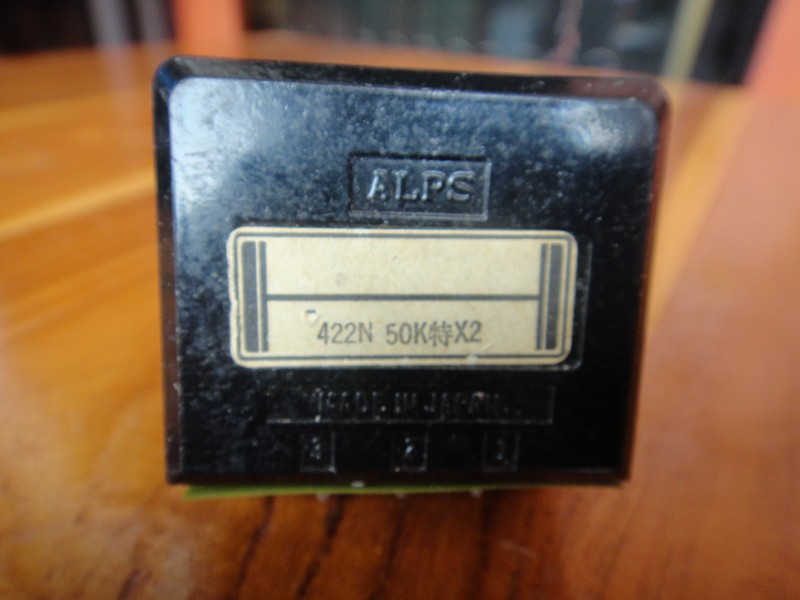 ALPS
422N 50K特X2
MADE IN JAPAN
3 2 1